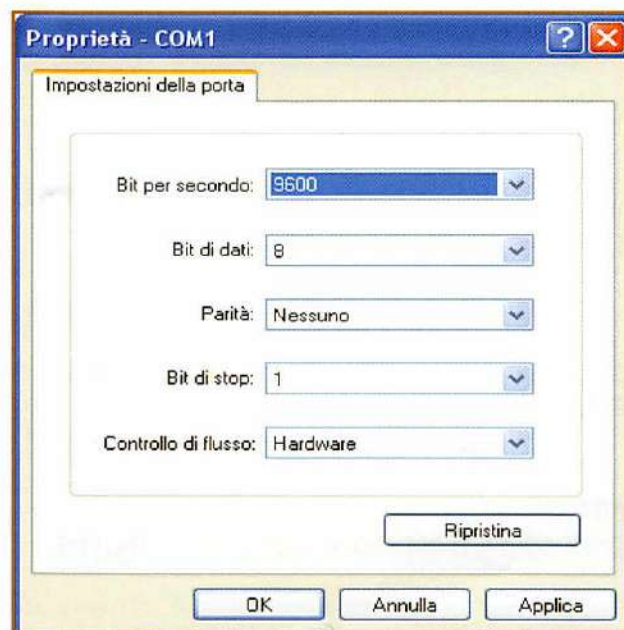 Proprietà - COM1
Impostazioni della porta
Bit per secondo: 9600
Bit di dati: 8
Parità: Nessuno
Bit di stop: 1
Controllo di flusso: Hardware
Ripristina
OK Annulla Applica